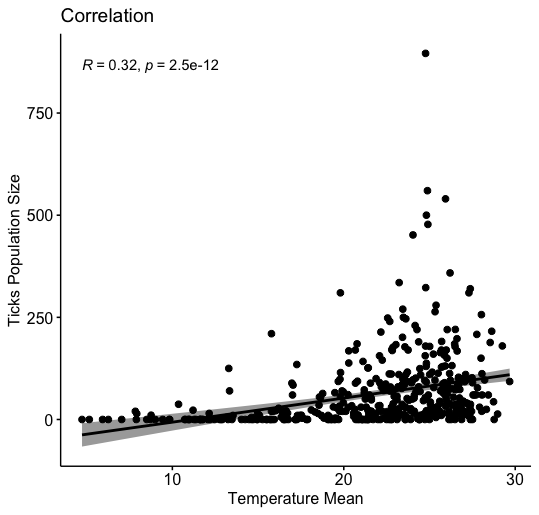 Correlation
R = 0.32, p = 2.5e-12
750
500
250
0
Ticks Population Size
10
20
30
Temperature Mean